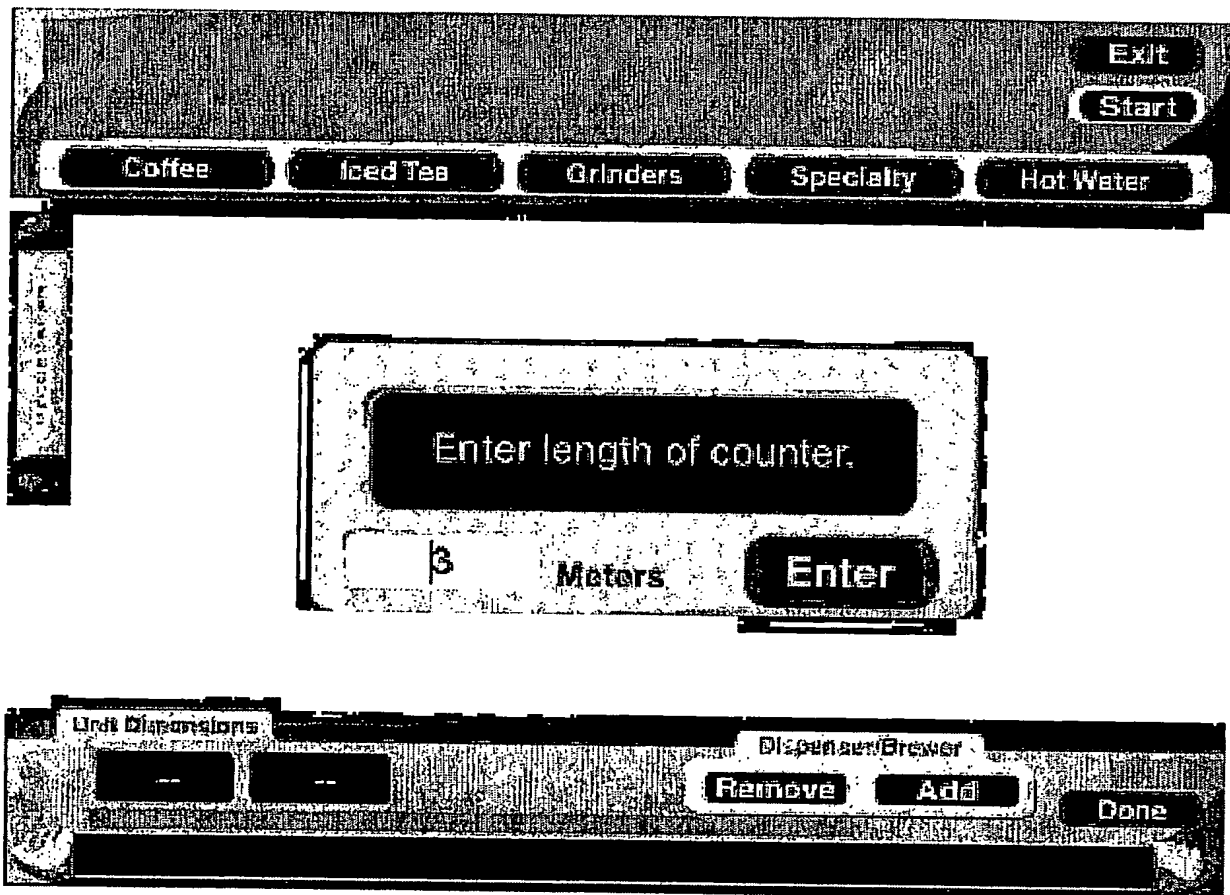 Exit
Start
Coffee
Iced Tea
Grinders
Specialty
Hot Water
Enter length of counter.
3
Meters
Enter
Unit Dimensions
-- --
Dispenser/Brewer
Remove
Add
Done